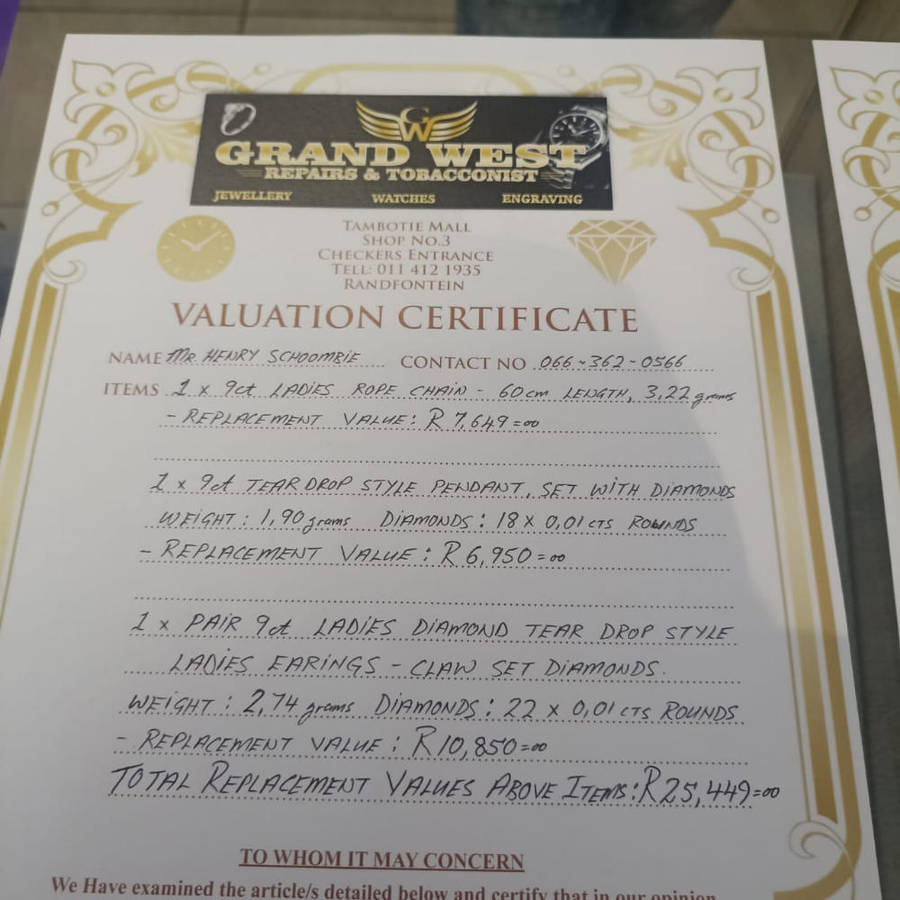 GW
GRAND WEST
REPAIRS & TOBACCONIST
JEWELLERY WATCHES ENGRAVING
TAMBOTIE MALL
SHOP NO.3
CHECKERS ENTRANCE
TELL: 011 412 1935
RANDFONTEIN
VALUATION CERTIFICATE
NAME MR. HENRY SCHOOMBIE CONTACT NO 066-362-0566
ITEMS 1 x 9ct LADIES ROPE CHAIN - 60cm LENGTH, 3,22 grams
- REPLACEMENT VALUE: R7,649=00
1 x 9ct TEAR DROP STYLE PENDANT, SET WITH DIAMONDS
WEIGHT: 1,90 grams DIAMONDS: 18 x 0,01 cts ROUNDS
- REPLACEMENT VALUE: R6,950=00
1 x PAIR 9ct LADIES DIAMOND TEAR DROP STYLE
LADIES EARINGS - CLAW SET DIAMONDS.
WEIGHT: 2,74 grams DIAMONDS: 22 x 0,01 cts ROUNDS
- REPLACEMENT VALUE: R10,850=00
TOTAL REPLACEMENT VALUES ABOVE ITEMS: R25,449=00
TO WHOM IT MAY CONCERN
We Have examined the article/s detailed below and certify that in our opinion